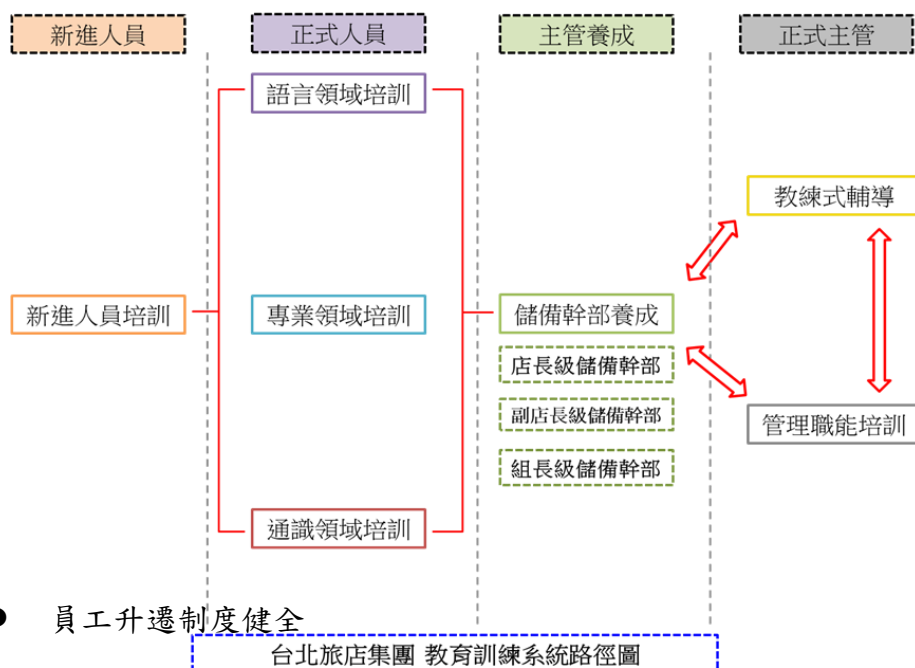 新進人員
正式人員
主管養成
正式主管
語言領域培訓
教練式輔導
新進人員培訓
專業領域培訓
儲備幹部養成
店長級儲備幹部
副店長級儲備幹部
管理職能培訓
組長級儲備幹部
通識領域培訓
● 員工升遷制度健全
台北旅店集團 教育訓練系統路徑圖